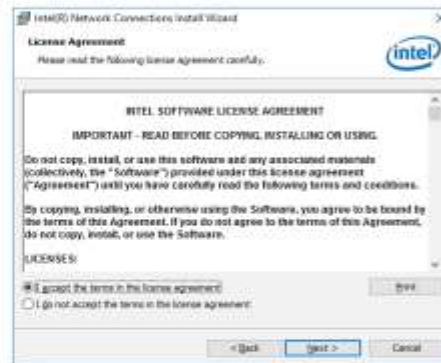 Intel(R) Network Connections Install Wizard
License Agreement
Please read the following license agreement carefully.
intel
INTEL SOFTWARE LICENSE AGREEMENT
IMPORTANT - READ BEFORE COPYING, INSTALLING OR USING.
Do not copy, install, or use this software and any associated materials
(collectively, the "Software") provided under this license agreement
("Agreement") until you have carefully read the following terms and conditions.
By copying, installing, or otherwise using the Software, you agree to be bound by
the terms of this Agreement. If you do not agree to the terms of this Agreement,
do not copy, install, or use the Software.
LICENSES:
I accept the terms in the license agreement
Print
I do not accept the terms in the license agreement
< Back Next > Cancel